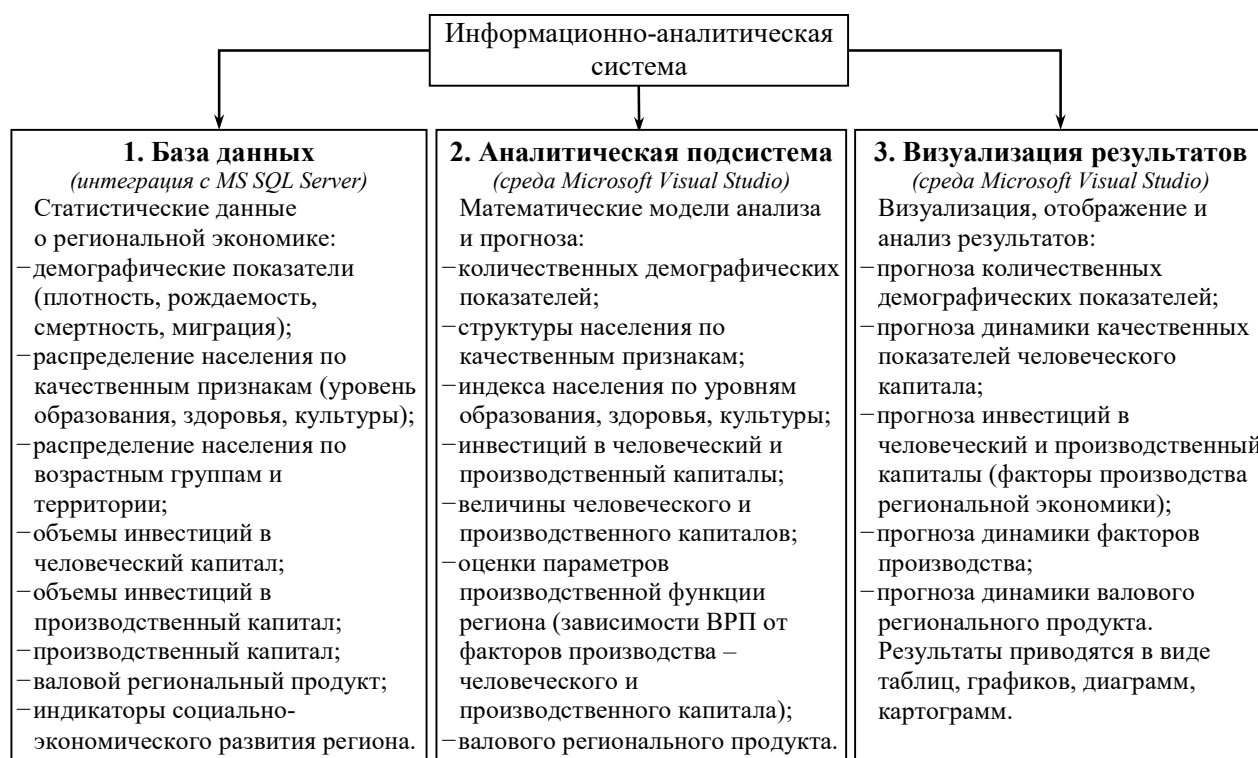 Информационно-аналитическая
система
1. База данных
(интеграция с MS SQL Server)
Статистические данные
о региональной экономике:
−демографические показатели
(плотность, рождаемость,
смертность, миграция);
−распределение населения по
качественным признакам (уровень
образования, здоровья, культуры);
−распределение населения по
возрастным группам и
территории;
−объемы инвестиций в
человеческий капитал;
−объемы инвестиций в
производственный капитал;
−производственный капитал;
−валовой региональный продукт;
−индикаторы социально-
экономического развития региона.
2. Аналитическая подсистема
(среда Microsoft Visual Studio)
Математические модели анализа
и прогноза:
−количественных демографических
показателей;
−структуры населения по
качественным признакам;
−индекса населения по уровням
образования, здоровья, культуры;
−инвестиций в человеческий и
производственный капиталы;
−величины человеческого и
производственного капиталов;
−оценки параметров
производственной функции
региона (зависимости ВРП от
факторов производства –
человеческого и
производственного капитала);
−валового регионального продукта.
3. Визуализация результатов
(среда Microsoft Visual Studio)
Визуализация, отображение и
анализ результатов:
−прогноза количественных
демографических показателей;
−прогноза динамики качественных
показателей человеческого
капитала;
−прогноза инвестиций в
человеческий и производственный
капиталы (факторы производства
региональной экономики);
−прогноза динамики факторов
производства;
−прогноза динамики валового
регионального продукта.
Результаты приводятся в виде
таблиц, графиков, диаграмм,
картограмм.